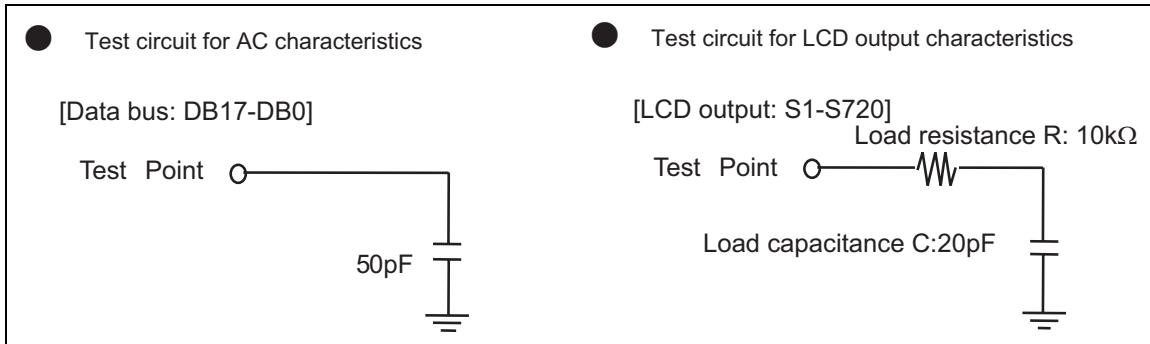 ● Test circuit for AC characteristics
[Data bus: DB17-DB0]
Test Point
50pF
● Test circuit for LCD output characteristics
[LCD output: S1-S720]
Load resistance R: 10kΩ
Test Point
Load capacitance C:20pF